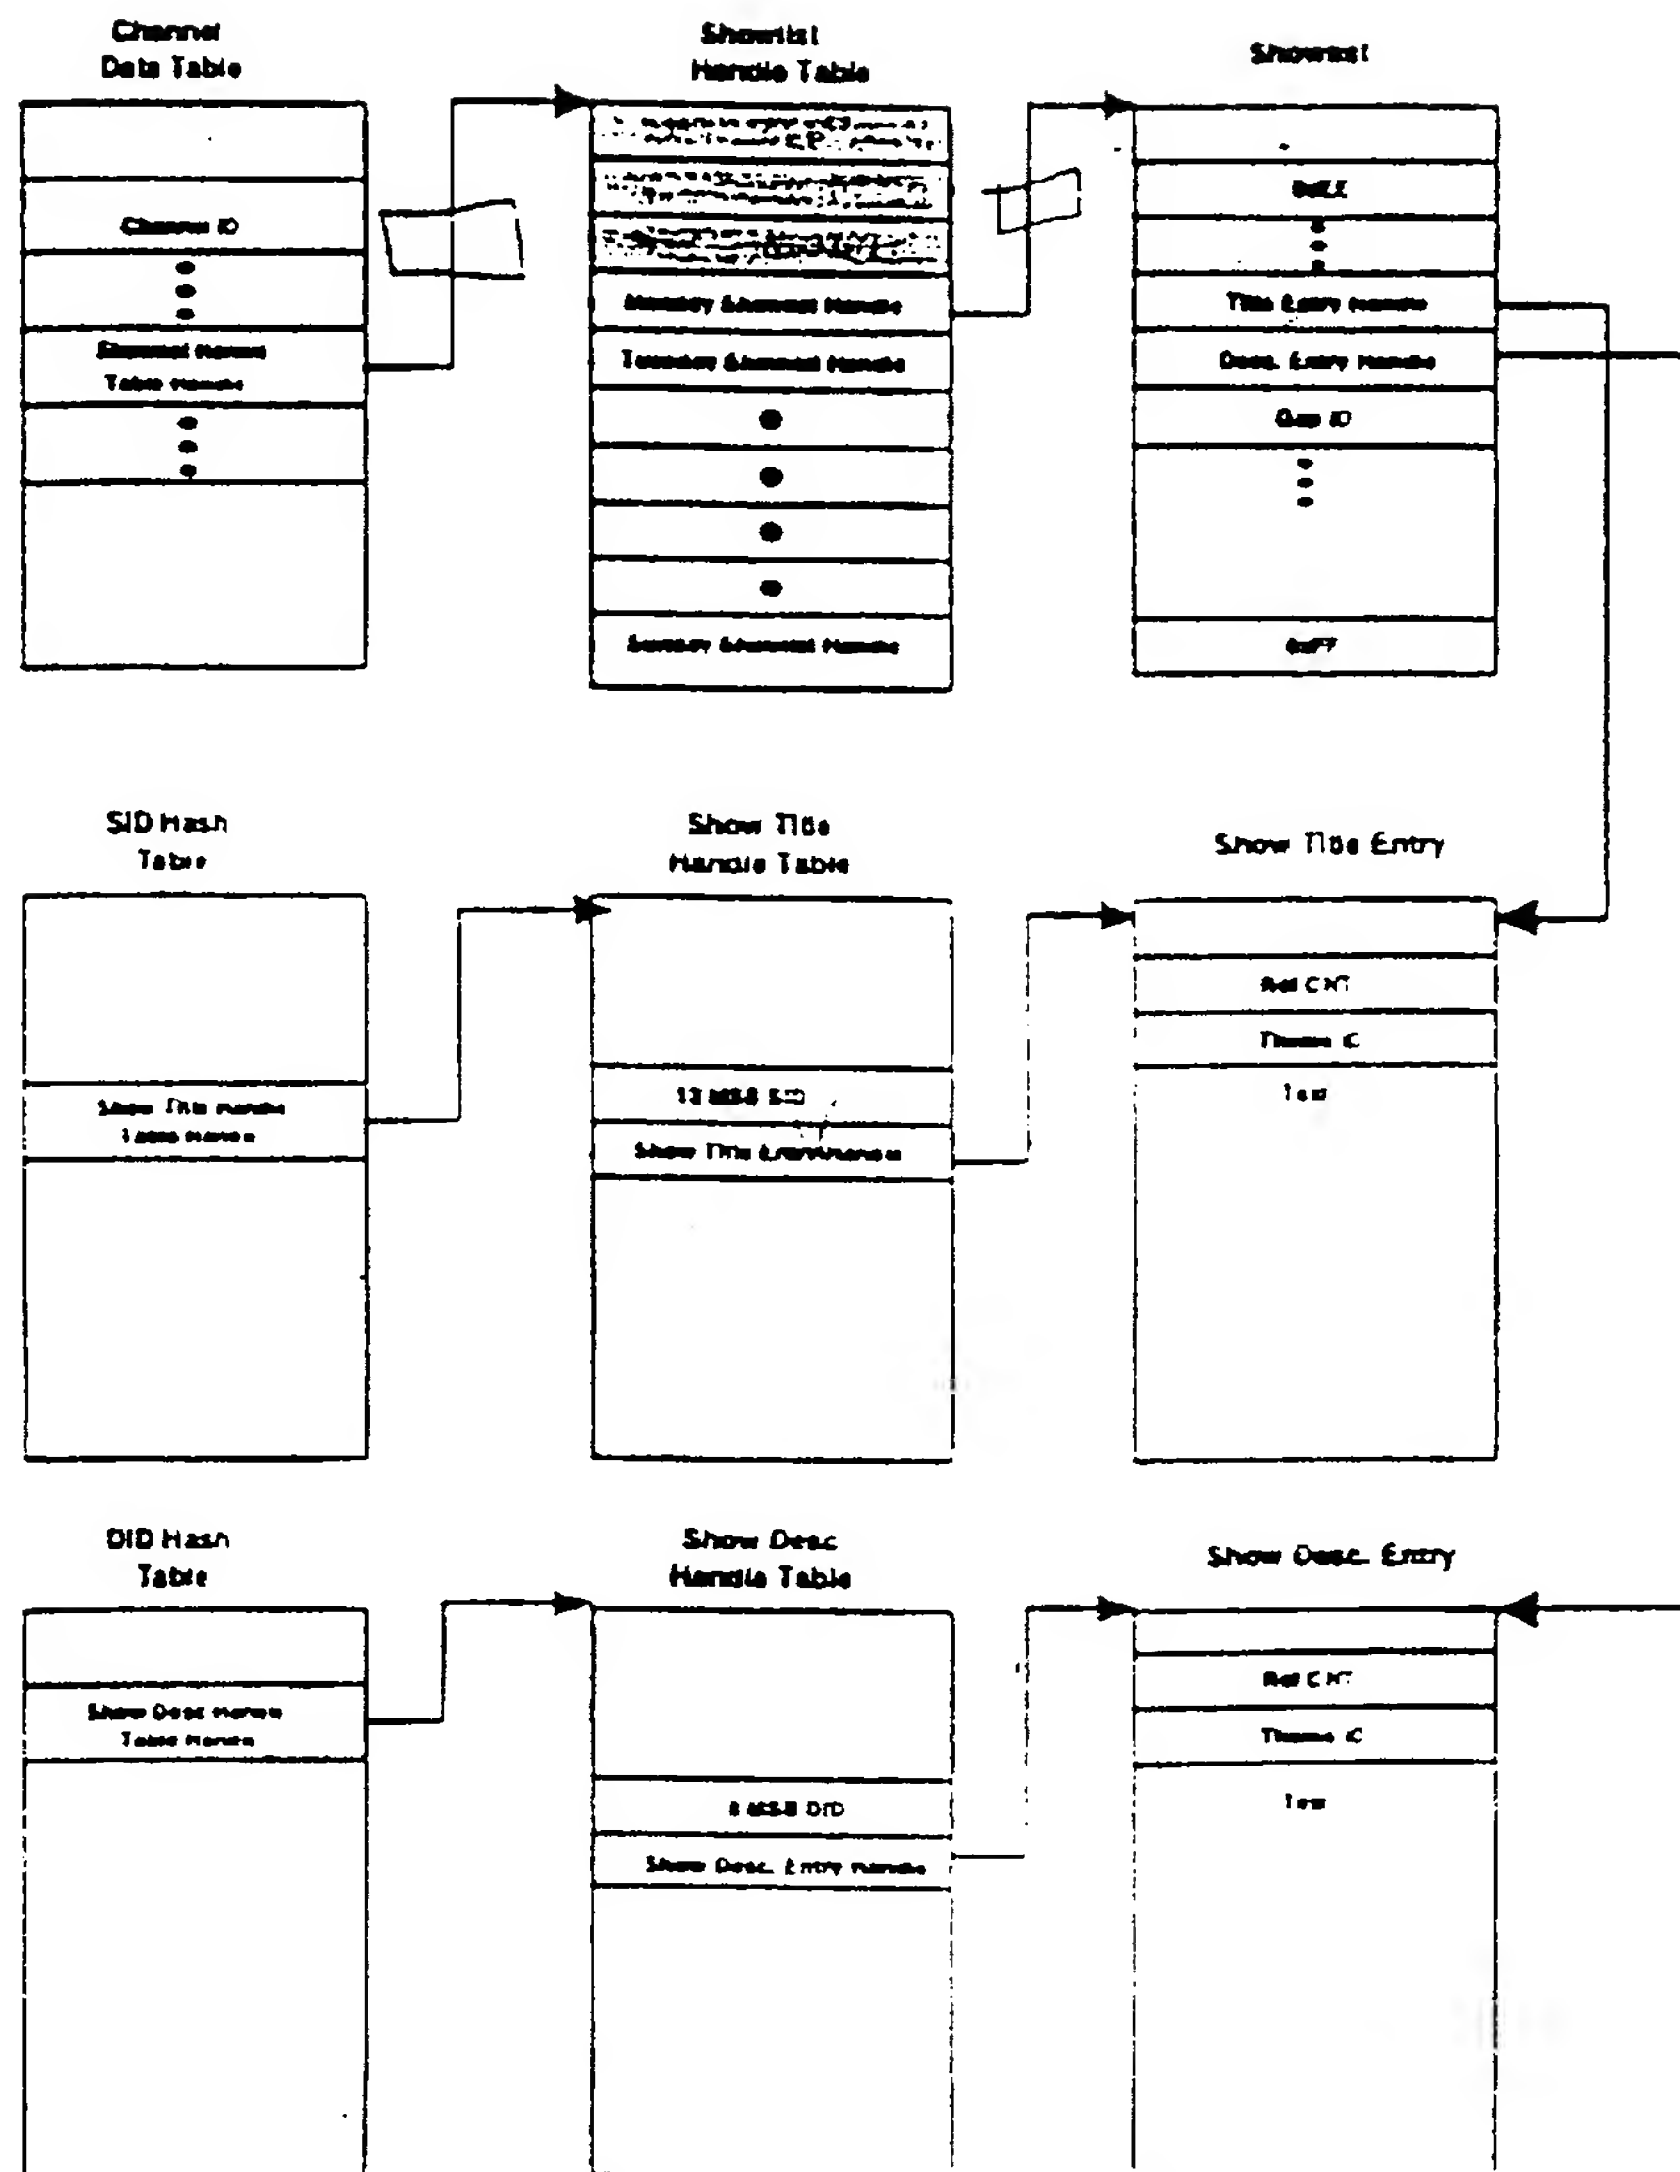 Channel
Data Table
Showlist
Handle Table
Showlist
Channel ID
Showlist Handle
Table Handle
Monday Showlist Handle
Tuesday Showlist Handle
Sunday Showlist Handle
Title Entry Handle
Desc. Entry Handle
ID
0xFF
SID Hash
Table
Show Title
Handle Table
Show Title Entry
Show Title Handle
Table Handle
12 MSB SID
Show Title Entry Handle
Ref CNT
Theme ID
Text
DID Hash
Table
Show Desc
Handle Table
Show Desc. Entry
Show Desc Handle
Table Handle
8 MSB DID
Show Desc. Entry Handle
Ref CNT
Theme ID
Text